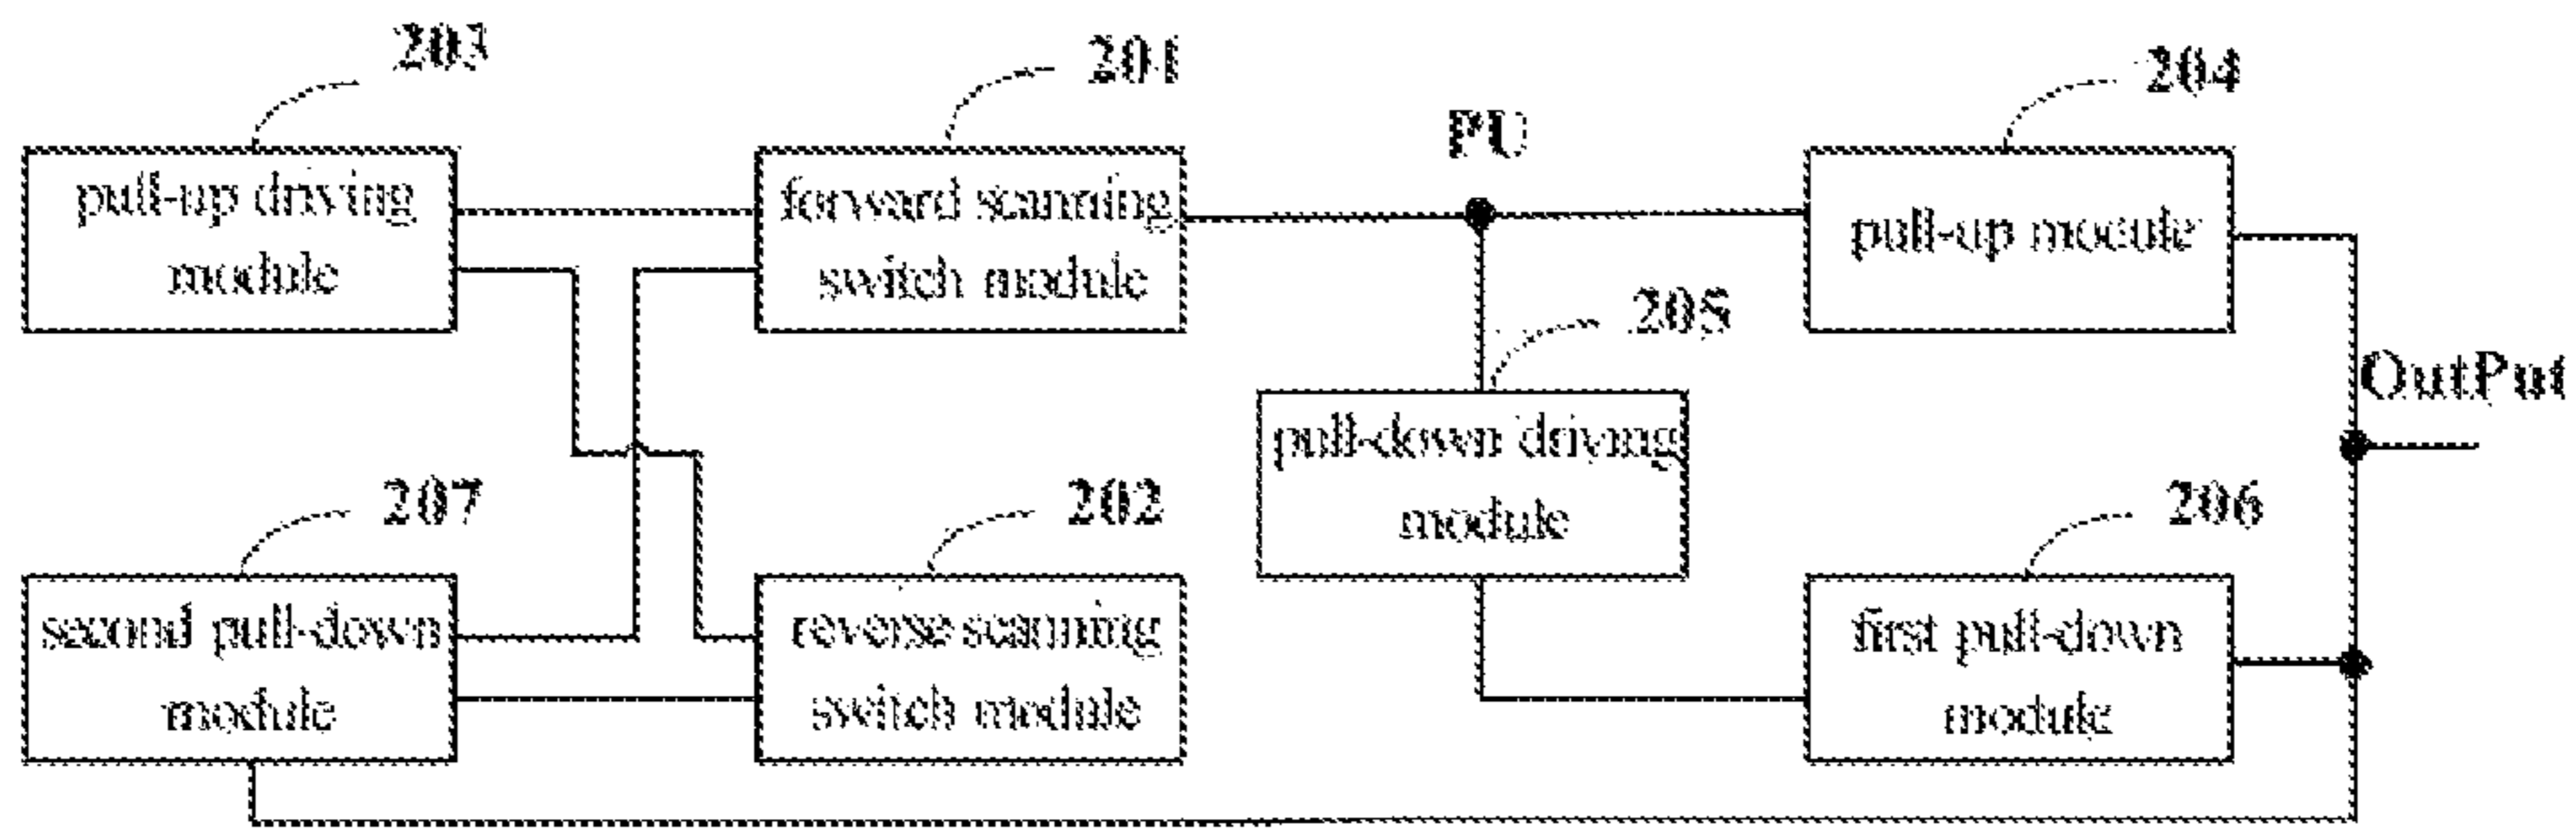 203
201
204
PU
pull-up driving
module
forward scanning
switch module
pull-up module
205
OutPut
pull-down driving
module
207
202
206
second pull-down
module
reverse scanning
switch module
first pull-down
module